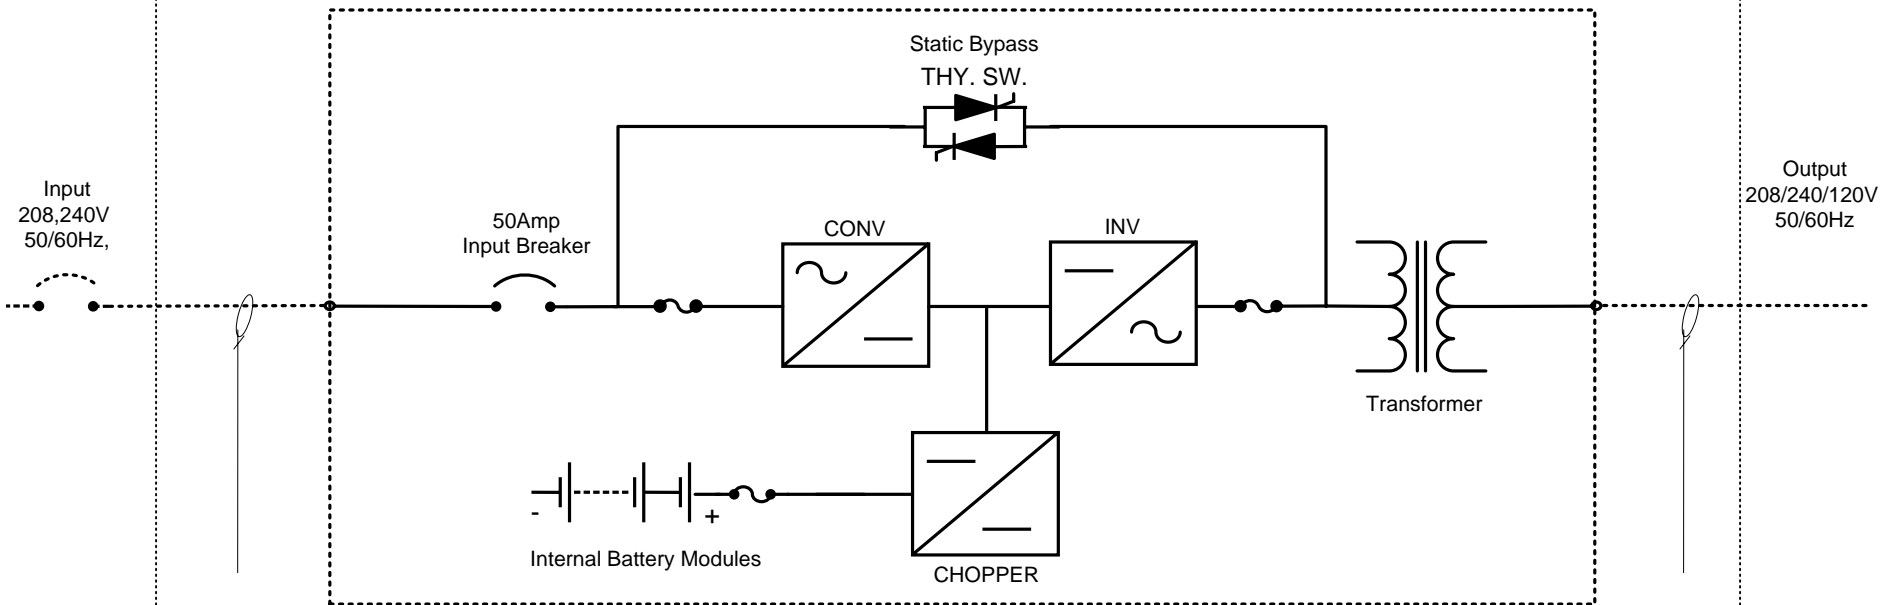 Static Bypass
THY. SW.
Input
208,240V
50/60Hz,
50Amp
Input Breaker
CONV
INV
Output
208/240/120V
50/60Hz
Transformer
-
+
Internal Battery Modules
CHOPPER